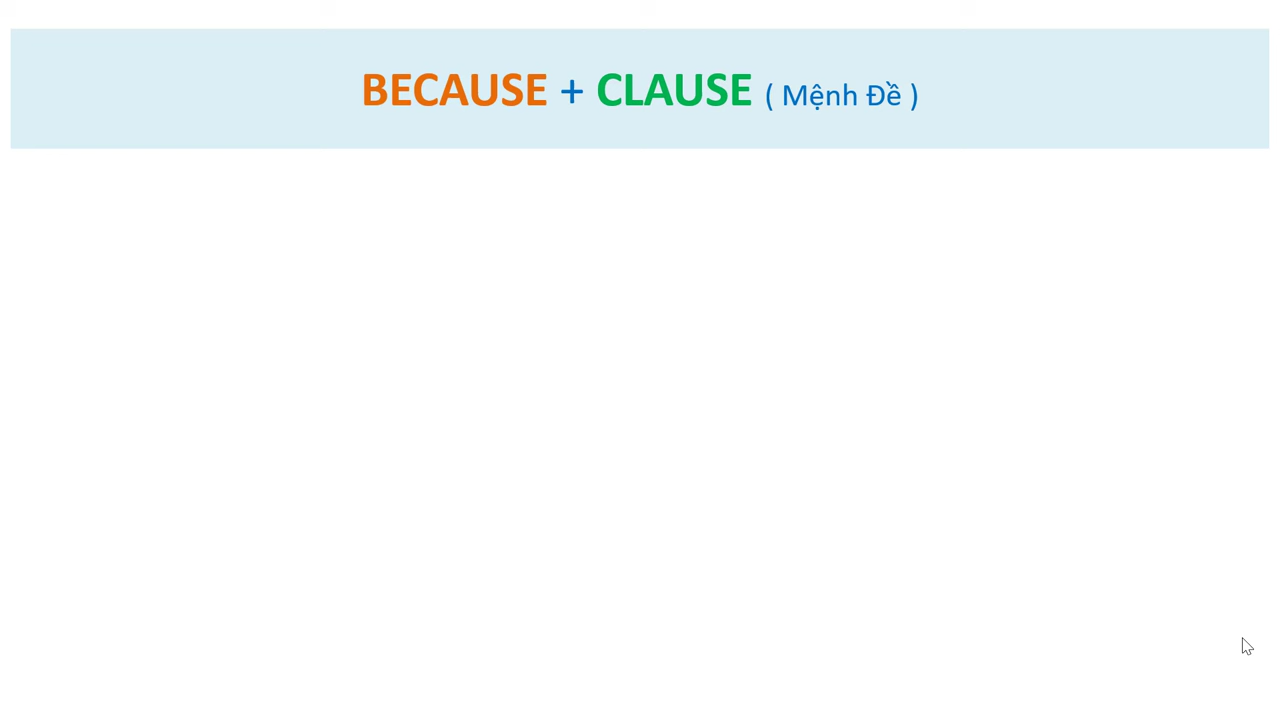 BECAUSE + CLAUSE ( Mệnh Đề )